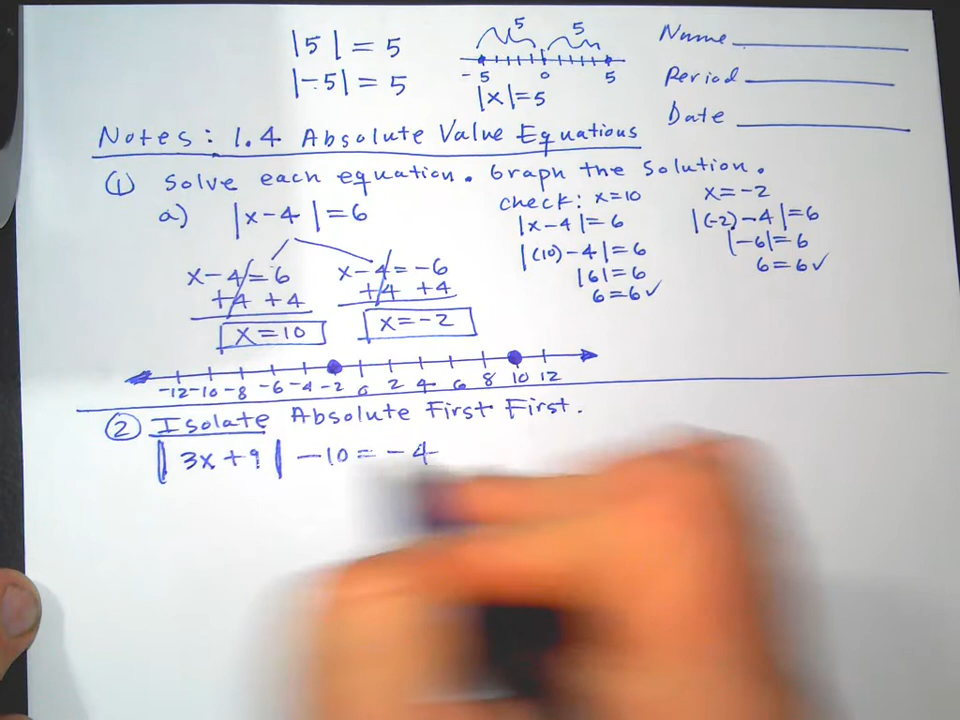 |5| = 5
|-5| = 5
5 5
-5 0 5
|x|=5
Name
Period
Date
Notes: 1.4 Absolute Value Equations
① Solve each equation. Graph the solution.
a) |x-4|=6
x-4=6
+4 +4
x=10
x-4=-6
+4 +4
x=-2
check: x=10
|x-4|=6
|(10)-4|=6
|6|=6
6=6✓
x=-2
|(-2)-4|=6
|-6|=6
6=6✓
-12 -10 -8 -6 -4 -2 0 2 4 6 8 10 12
② Isolate Absolute First First.
|3x+9| -10 = -4